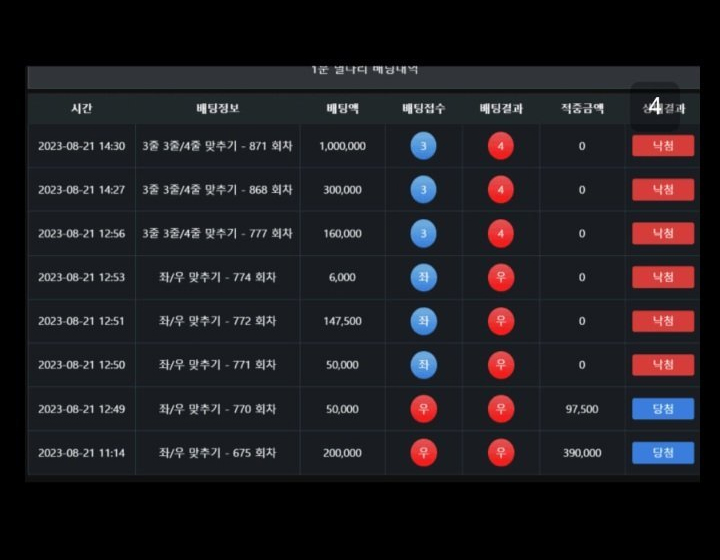 1분
배팅내역
시간 배팅정보 배팅액 배팅접수 배팅결과 적중금액 결과
4
2023-08-21 14:30 3줄 3줄/4줄 맞추기 - 871 회차 1,000,000 3 4 0 낙첨
2023-08-21 14:27 3줄 3줄/4줄 맞추기 - 868 회차 300,000 3 4 0 낙첨
2023-08-21 12:56 3줄 3줄/4줄 맞추기 - 777 회차 160,000 3 4 0 낙첨
2023-08-21 12:53 좌/우 맞추기 - 774 회차 6,000 좌 우 0 낙첨
2023-08-21 12:51 좌/우 맞추기 - 772 회차 147,500 좌 우 0 낙첨
2023-08-21 12:50 좌/우 맞추기 - 771 회차 50,000 좌 우 0 낙첨
2023-08-21 12:49 좌/우 맞추기 - 770 회차 50,000 우 우 97,500 당첨
2023-08-21 11:14 좌/우 맞추기 - 675 회차 200,000 우 우 390,000 당첨